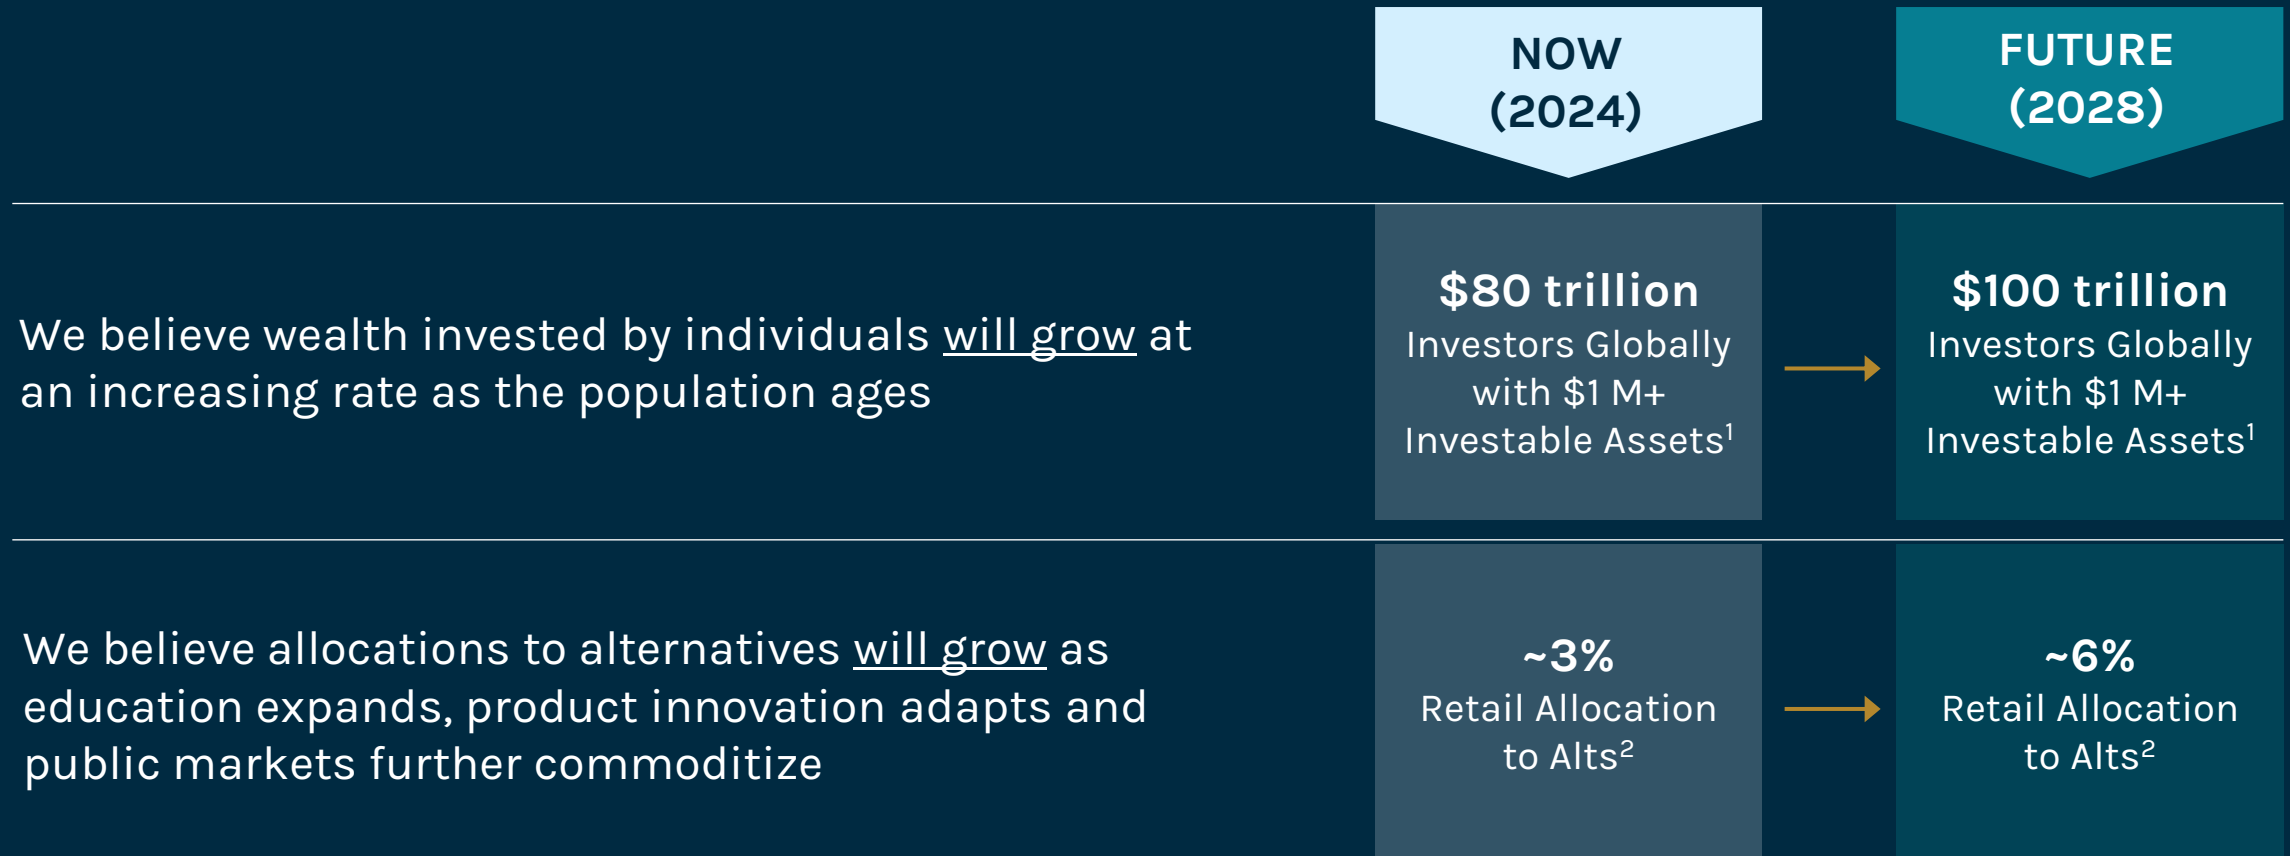 NOW
(2024)
FUTURE
(2028)
We believe wealth invested by individuals will grow at
an increasing rate as the population ages
$80 trillion
Investors Globally
with $1 M+
Investable Assets¹
$100 trillion
Investors Globally
with $1 M+
Investable Assets¹
We believe allocations to alternatives will grow as
education expands, product innovation adapts and
public markets further commoditize
~3%
Retail Allocation
to Alts²
~6%
Retail Allocation
to Alts²